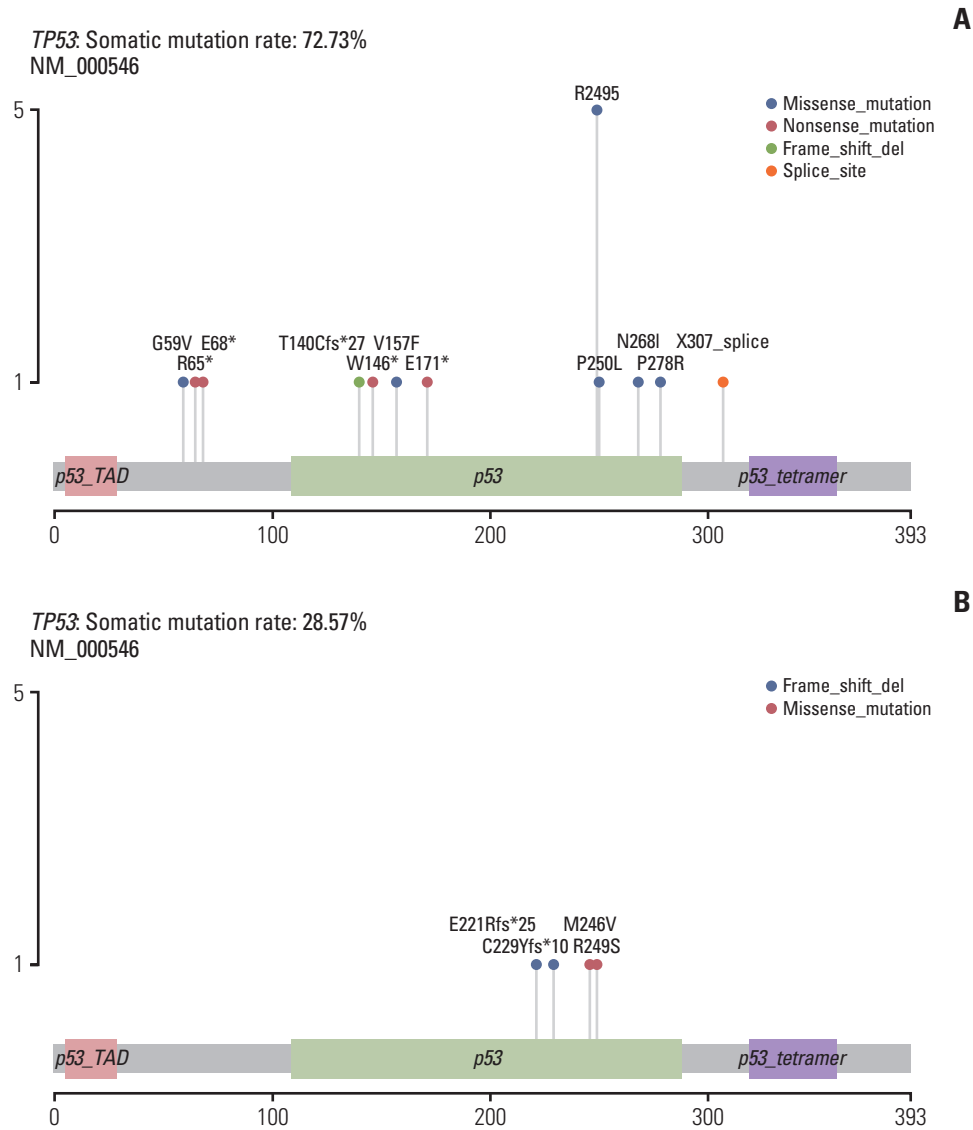 A
TP53: Somatic mutation rate: 72.73%
NM_000546
5
R2495
Missense_mutation
Nonsense_mutation
Frame_shift_del
Splice_site
G59V E68* T140Cfs*27 V157F N268I X307_splice
1 R65* W146* E171* P250L P278R
p53_TAD p53 p53_tetramer
0 100 200 300 393
B
TP53: Somatic mutation rate: 28.57%
NM_000546
5
Frame_shift_del
Missense_mutation
E221Rfs*25 M246V
1 C229Yfs*10 R249S
p53_TAD p53 p53_tetramer
0 100 200 300 393